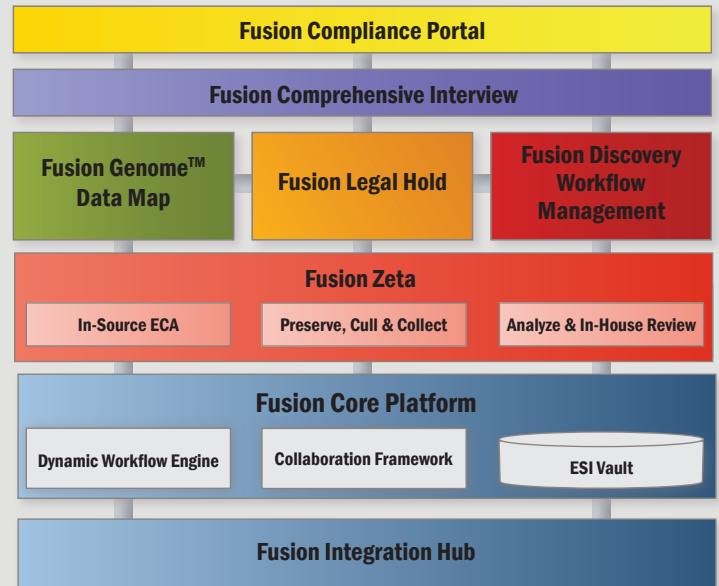 Fusion Compliance Portal
Fusion Comprehensive Interview
Fusion Genome™
Data Map
Fusion Legal Hold
Fusion Discovery
Workflow
Management
Fusion Zeta
In-Source ECA
Preserve, Cull & Collect
Analyze & In-House Review
Fusion Core Platform
Dynamic Workflow Engine
Collaboration Framework
ESI Vault
Fusion Integration Hub